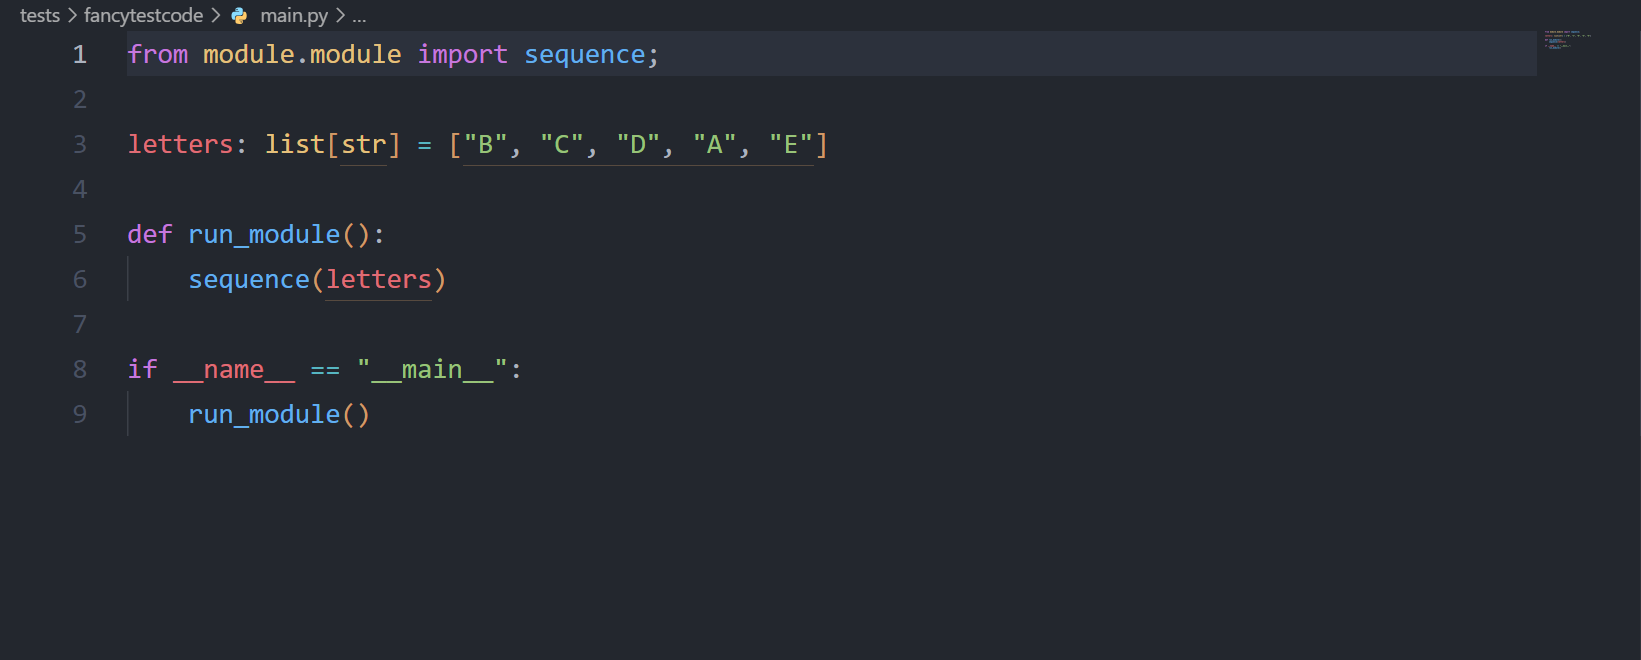 tests > fancytestcode > main.py > ...
1 from module.module import sequence;
2
3 letters: list[str] = ["B", "C", "D", "A", "E"]
4
5 def run_module():
6     sequence(letters)
7
8 if __name__ == "__main__":
9     run_module()